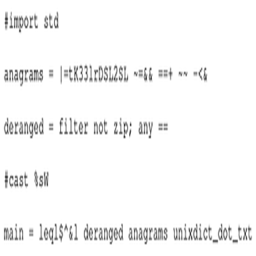 #import std
anagrams = |=tK33lrDSL2SL ~=&& ==+ ~~ -<&
deranged = filter not zip; any ==
#cast %sW
main = leql$^&l deranged anagrams unixdict_dot_txt